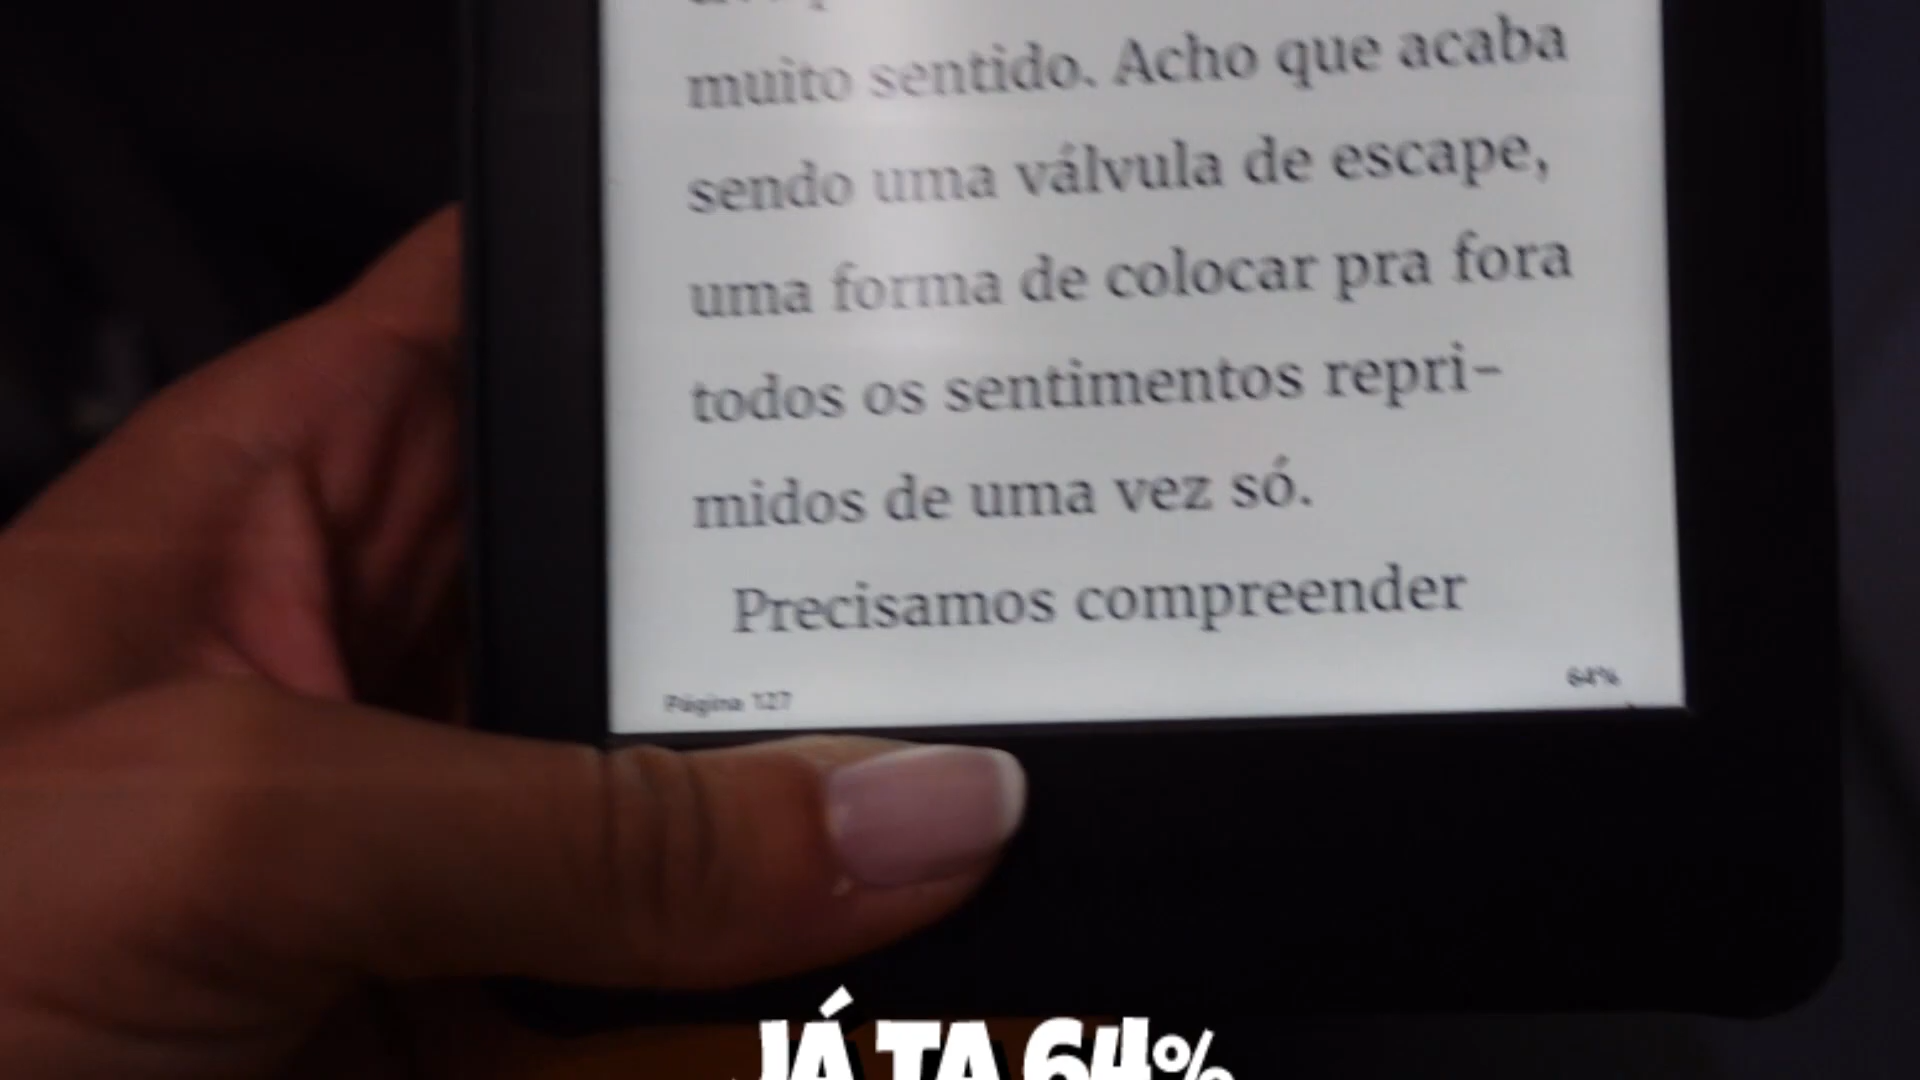 muito sentido. Acho que acaba
sendo uma válvula de escape,
uma forma de colocar pra fora
todos os sentimentos repri-
midos de uma vez só.
Precisamos compreender
Página 127
64%
JÁ TA 64%